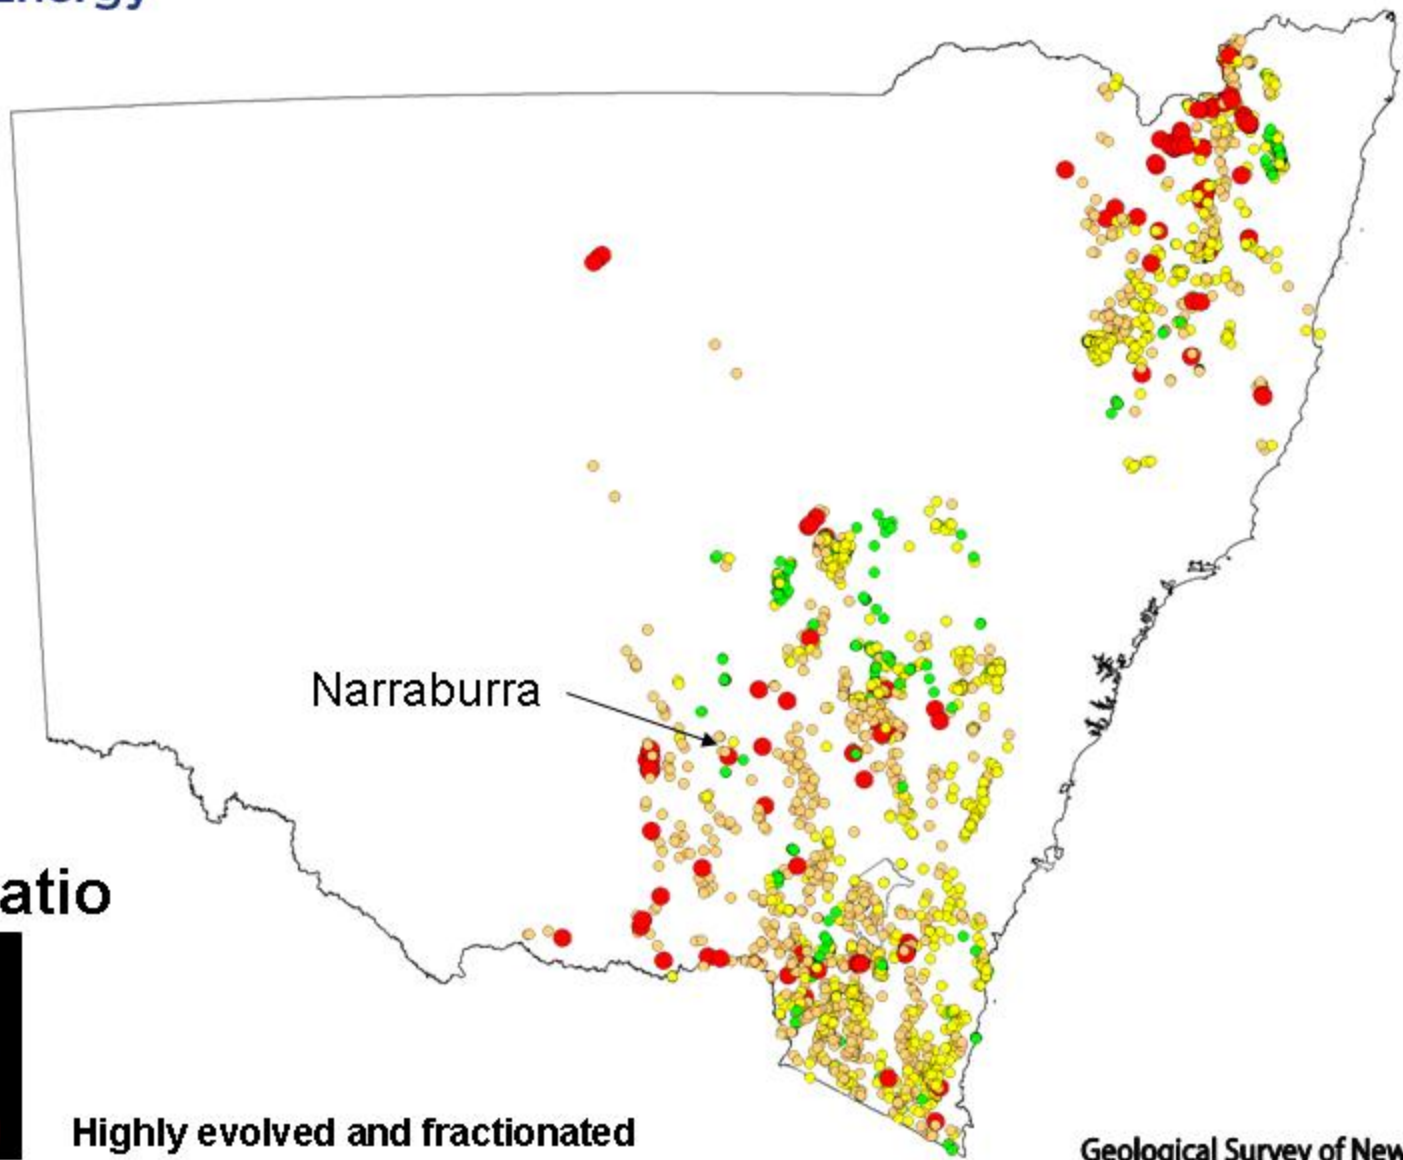 Narraburra
atio
Highly evolved and fractionated
Geological Survey of New